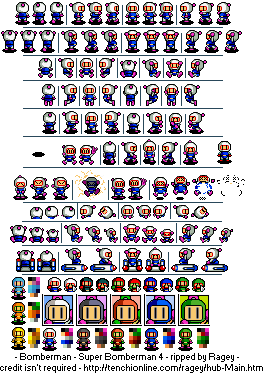 - Bomberman - Super Bomberman 4 - ripped by Ragey -
credit isn't required - http://tenchionline.com/ragey/hub-Main.htm